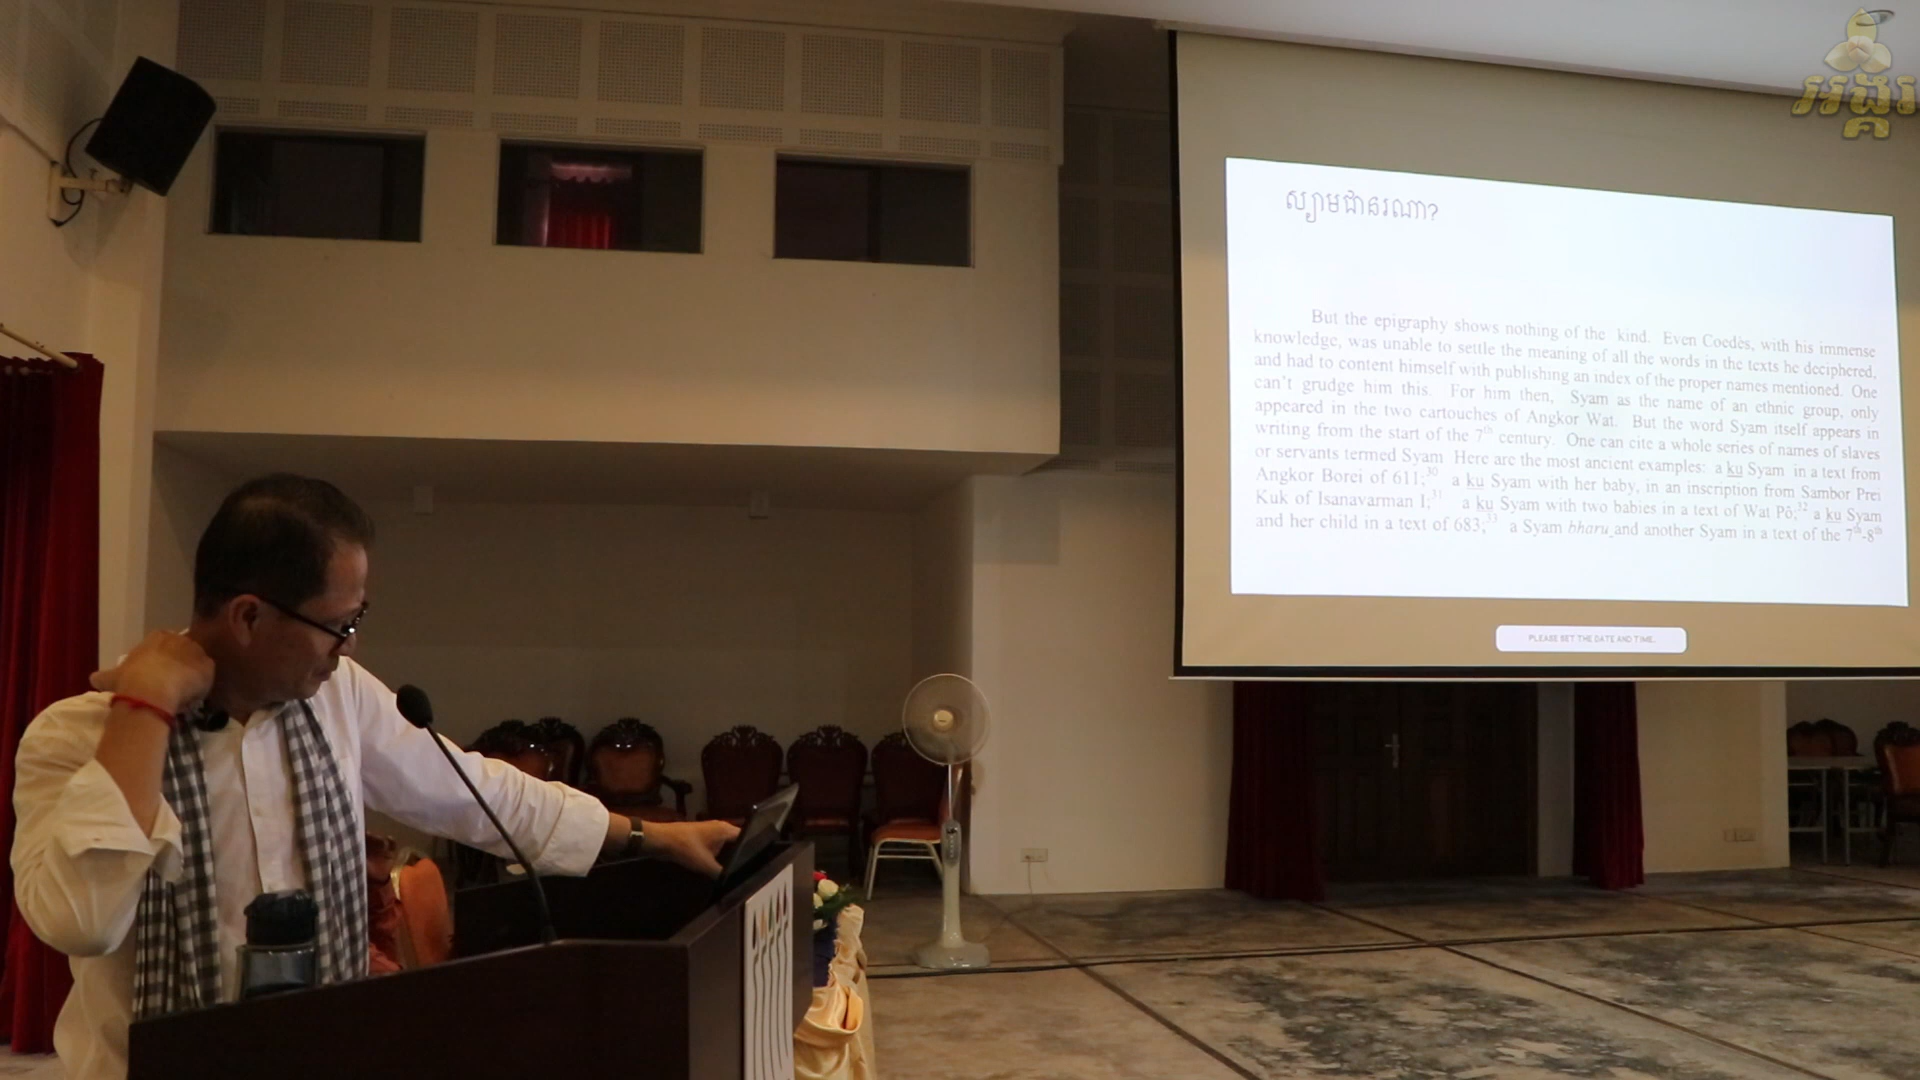 អង្គរ
ស្យាមជានរណា?
But the epigraphy shows nothing of the kind. Even Coedès, with his immense
knowledge, was unable to settle the meaning of all the words in the texts he deciphered,
and had to content himself with publishing an index of the proper names mentioned. One
can't grudge him this. For him then, Syam as the name of an ethnic group, only
appeared in the two cartouches of Angkor Wat. But the word Syam itself appears in
writing from the start of the 7th century. One can cite a whole series of names of slaves
or servants termed Syam Here are the most ancient examples: a ku Syam in a text from
Angkor Borei of 611;30 a ku Syam with her baby, in an inscription from Sambor Prei
Kuk of Isanavarman I;31 a ku Syam with two babies in a text of Wat Pô;32 a ku Syam
and her child in a text of 683;33 a Syam bharu and another Syam in a text of the 7th-8th
PLEASE SET THE DATE AND TIME.